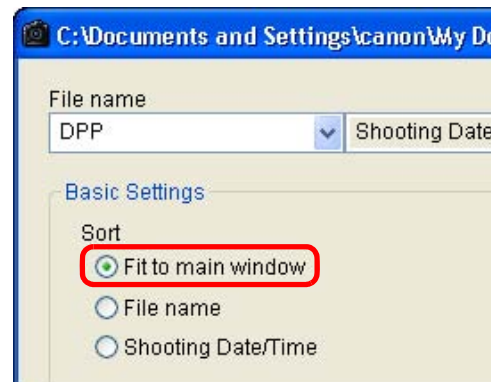 C:\Documents and Settings\canon\My Do
File name
DPP Shooting Date
Basic Settings
Sort
Fit to main window
File name
Shooting Date/Time